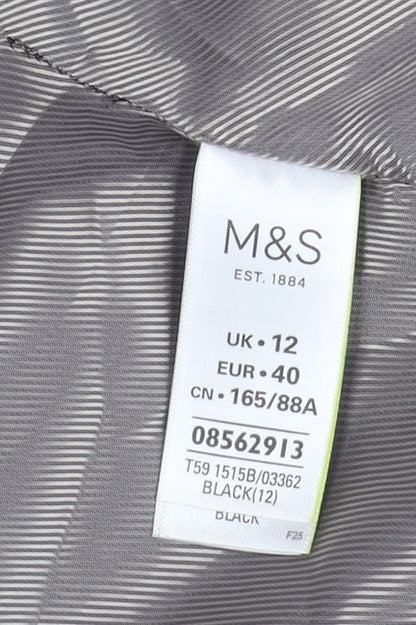 M&S
EST. 1884
UK • 12
EUR • 40
CN • 165/88A
08562913
T59 1515B/03362
BLACK(12)
BLACK
F25